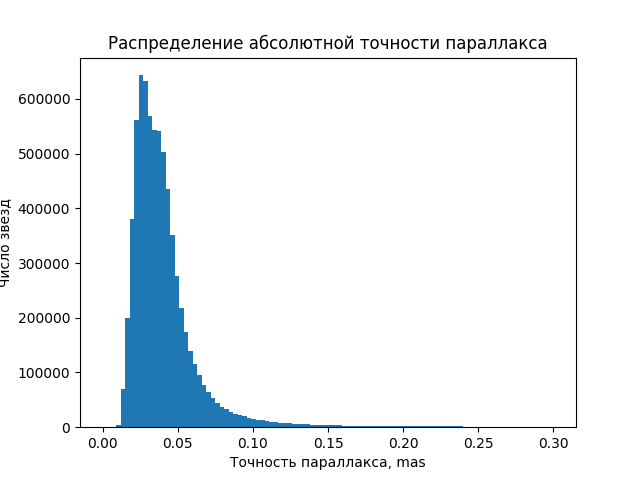 Распределение абсолютной точности параллакса
Число звезд
600000
500000
400000
300000
200000
100000
0
0.00 0.05 0.10 0.15 0.20 0.25 0.30
Точность параллакса, mas